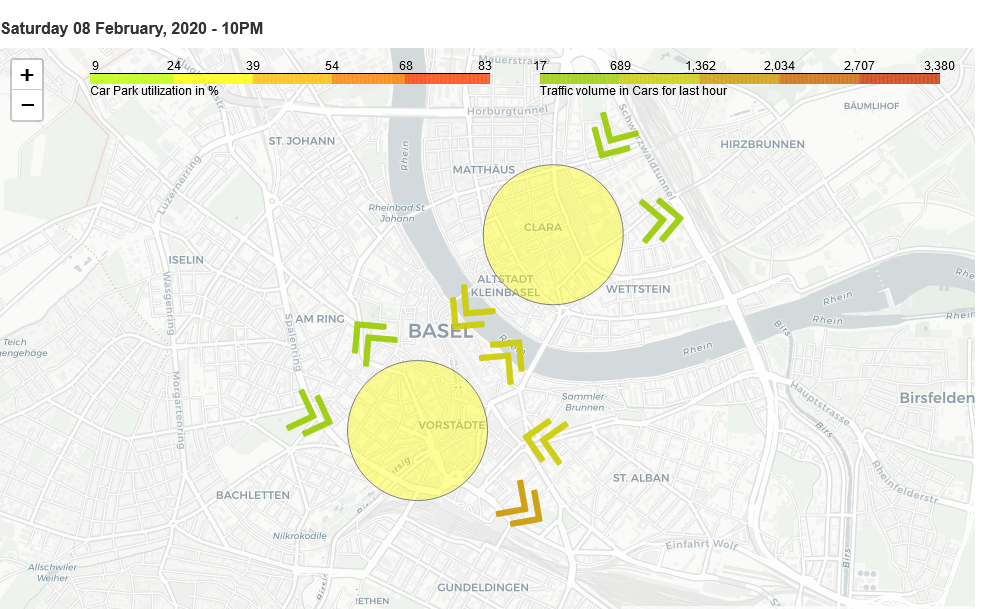 Saturday 08 February, 2020 - 10PM
+
−
9 24 39 54 68 83
Car Park utilization in %
17 689 1,362 2,034 2,707 3,380
Traffic volume in Cars for last hour
Mauerstrasse
Horburgtunnel
BÄUMLIHOF
Schwarzwaldtunnel
ST. JOHANN
HIRZBRUNNEN
Rhein
MATTHÄUS
Luzernerring
Rheinbad St.
Johann
CLARA
ISELIN
ALTSTADT
KLEINBASEL
WETTSTEIN
Wasgenring
Rhein
Rhein
Rhein
AM RING
Spalenring
BASEL
Birs
Teich
Rhein
Morgartenring
Hauptstrasse
Birsfelden
Sammler-
Brunnen
VORSTÄDTE
Birs
ST. ALBAN
Rheinfelderstr.
BACHLETTEN
Nilkrokodile
Einfahrt Wolf
Birs
Allschwiler
Weiher
GUNDELDINGEN